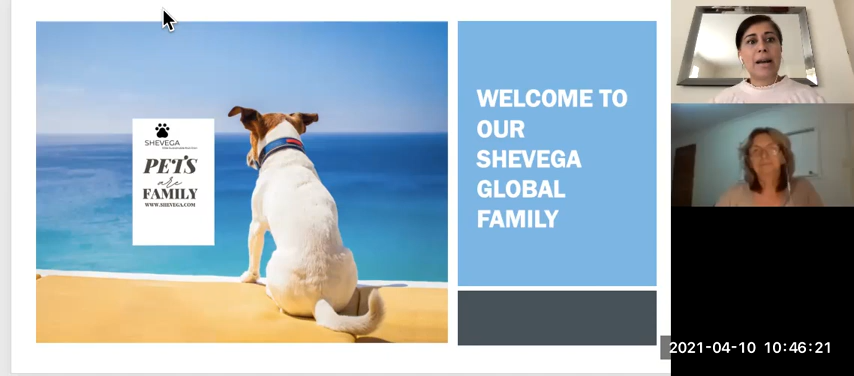 SHEVEGA
PETS
are
FAMILY
WWW.SHEVEGA.COM
WELCOME TO
OUR
SHEVEGA
GLOBAL
FAMILY
2021-04-10 10:46:21